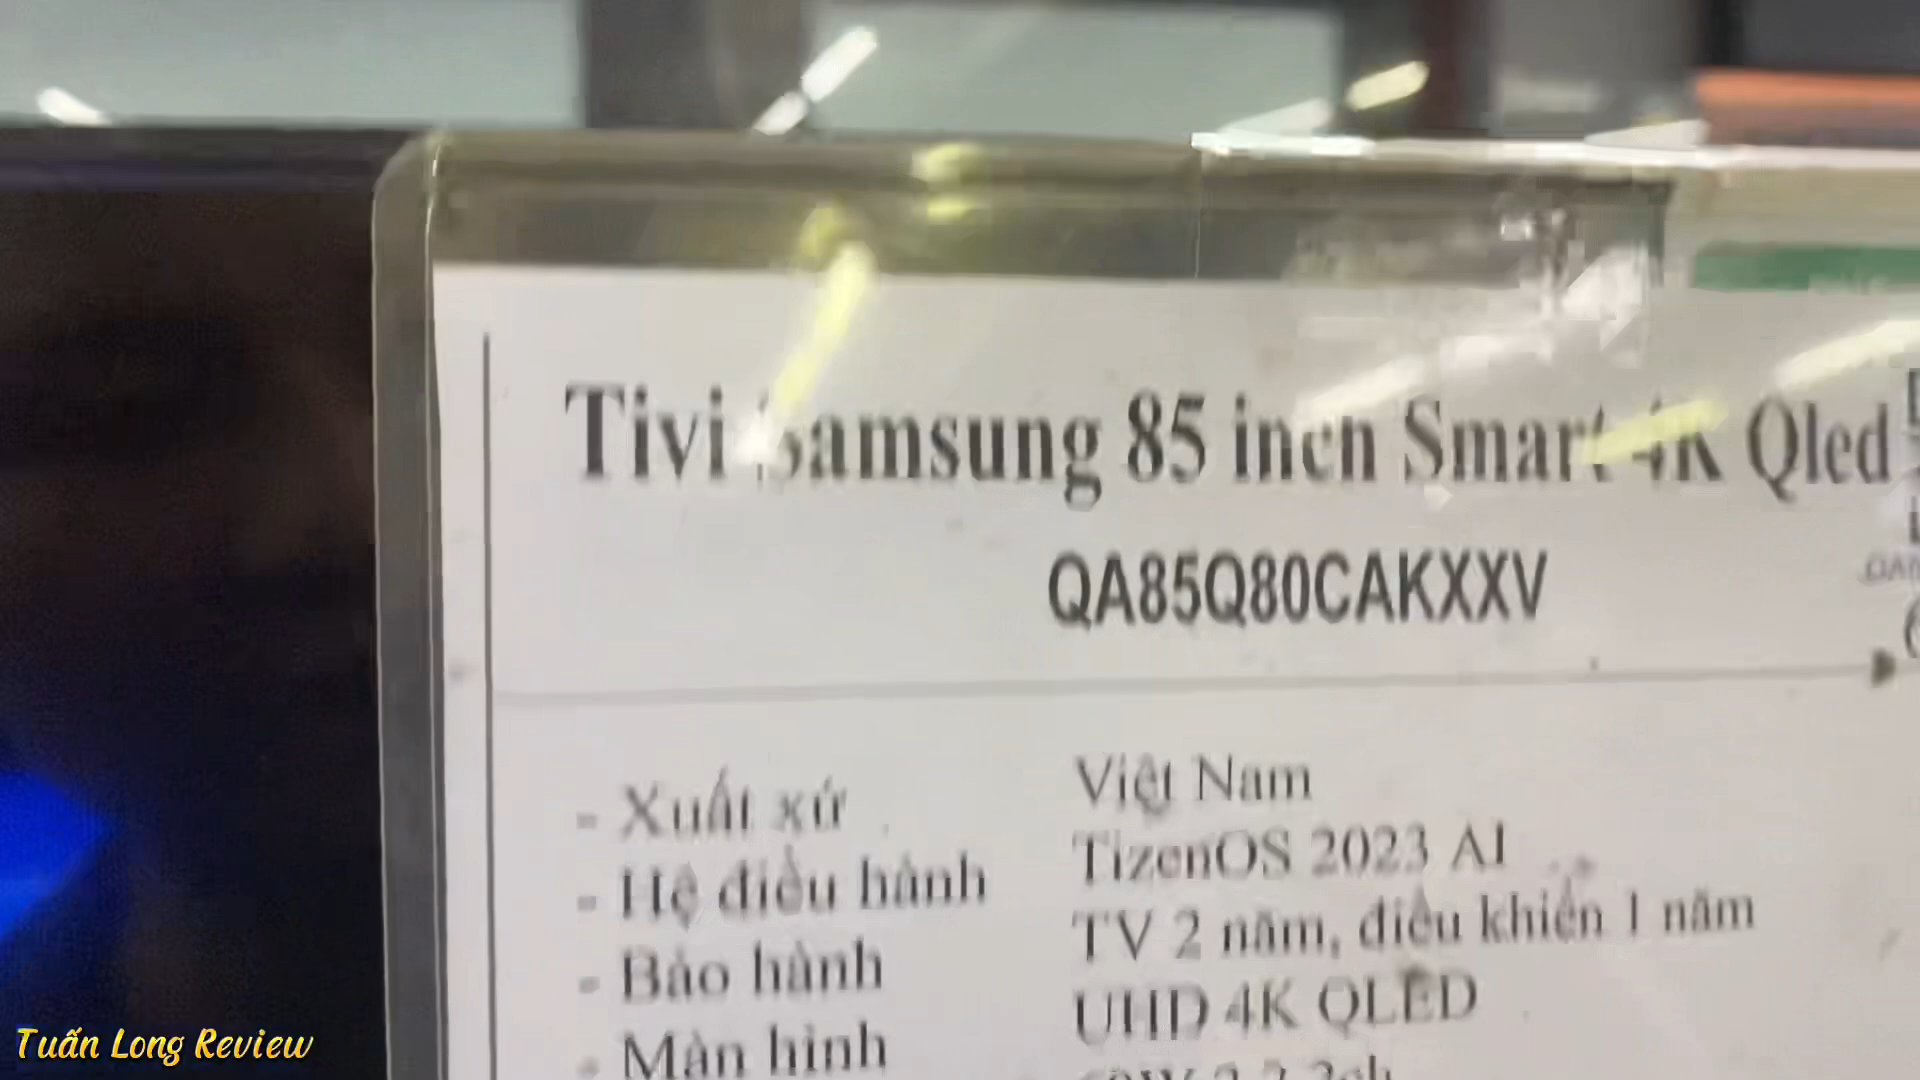 Tivi Samsung 85 inch Smart 4K Qled
QA85Q80CAKXXV
- Xuất xứ Việt Nam
- Hệ điều hành TizenOS 2023 AI
- Bảo hành TV 2 năm, điều khiển 1 năm
- Màn hình UHD 4K QLED
Tuấn Long Review